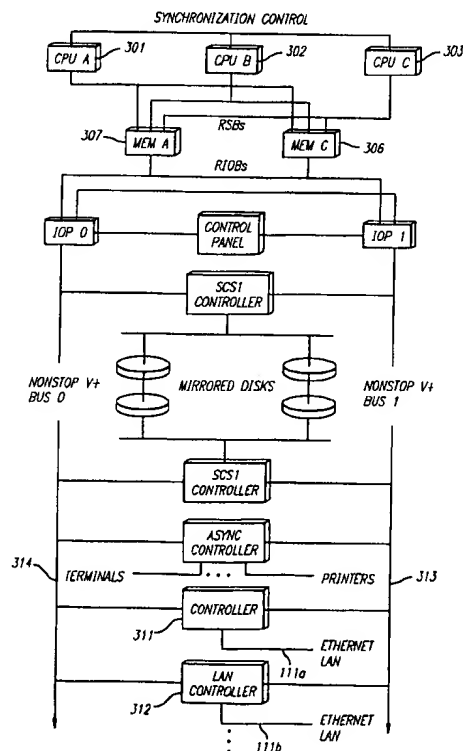 SYNCHRONIZATION CONTROL
301
302
303
CPU A
CPU B
CPU C
307
RSBs
306
MEM A
MEM C
RIOBs
IOP 0
CONTROL
PANEL
IOP 1
SCS1
CONTROLLER
NONSTOP V+
BUS 0
MIRRORED DISKS
NONSTOP V+
BUS 1
SCS1
CONTROLLER
ASYNC
CONTROLLER
314
TERMINALS
PRINTERS
313
CONTROLLER
311
111a
ETHERNET
LAN
LAN
CONTROLLER
312
111b
ETHERNET
LAN